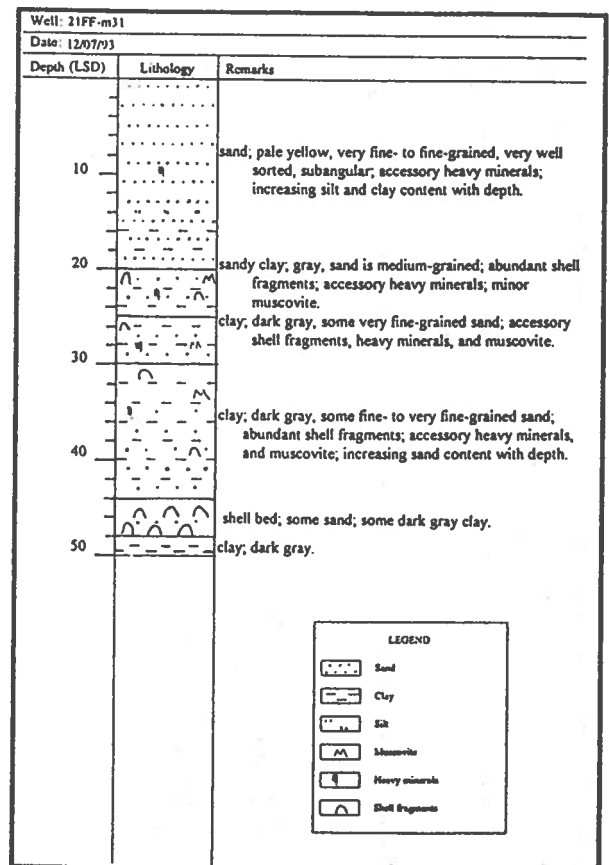 Well: 21FF-m31
Date: 12/07/93
Depth (LSD) Lithology Remarks
sand; pale yellow, very fine- to fine-grained, very well
10 sorted, subangular; accessory heavy minerals;
increasing silt and clay content with depth.
20 sandy clay; gray, sand is medium-grained; abundant shell
fragments; accessory heavy minerals; minor
muscovite.
clay; dark gray, some very fine-grained sand; accessory
30 shell fragments, heavy minerals, and muscovite.
clay; dark gray, some fine- to very fine-grained sand;
abundant shell fragments; accessory heavy minerals,
40 and muscovite; increasing sand content with depth.
shell bed; some sand; some dark gray clay.
50 clay; dark gray.
LEGEND
Sand
Clay
Silt
Muscovite
Heavy minerals
Shell fragments